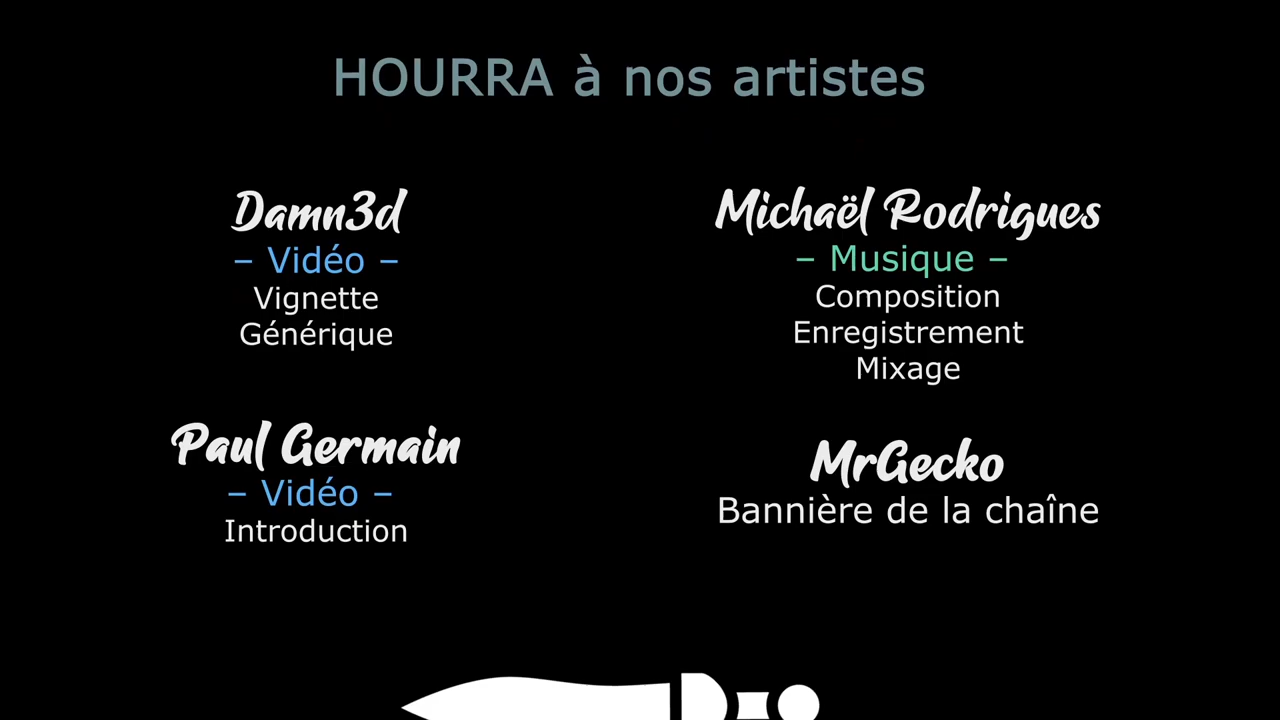 HOURRA à nos artistes
Damn3d
– Vidéo –
Vignette
Générique
Michaël Rodrigues
– Musique –
Composition
Enregistrement
Mixage
Paul Germain
– Vidéo –
Introduction
MrGecko
Bannière de la chaîne